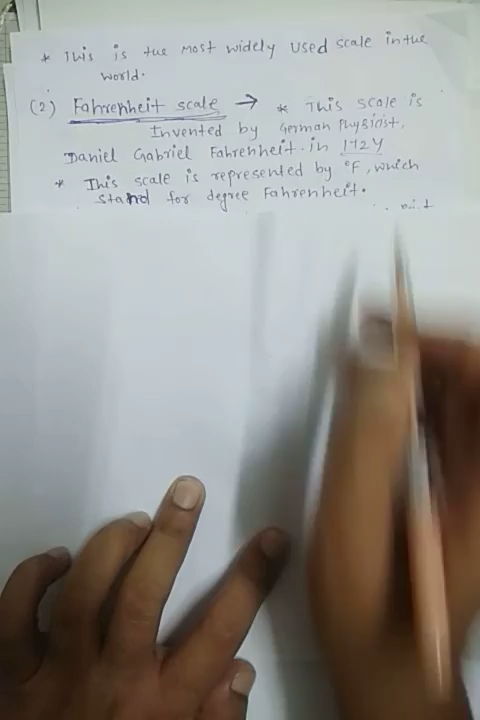 * This is the most widely used scale in the
world.
(2) Fahrenheit scale → * This scale is
Invented by German Physist,
Daniel Gabriel Fahrenheit. in 1724
* This scale is represented by °F, which
stand for degree Fahrenheit.